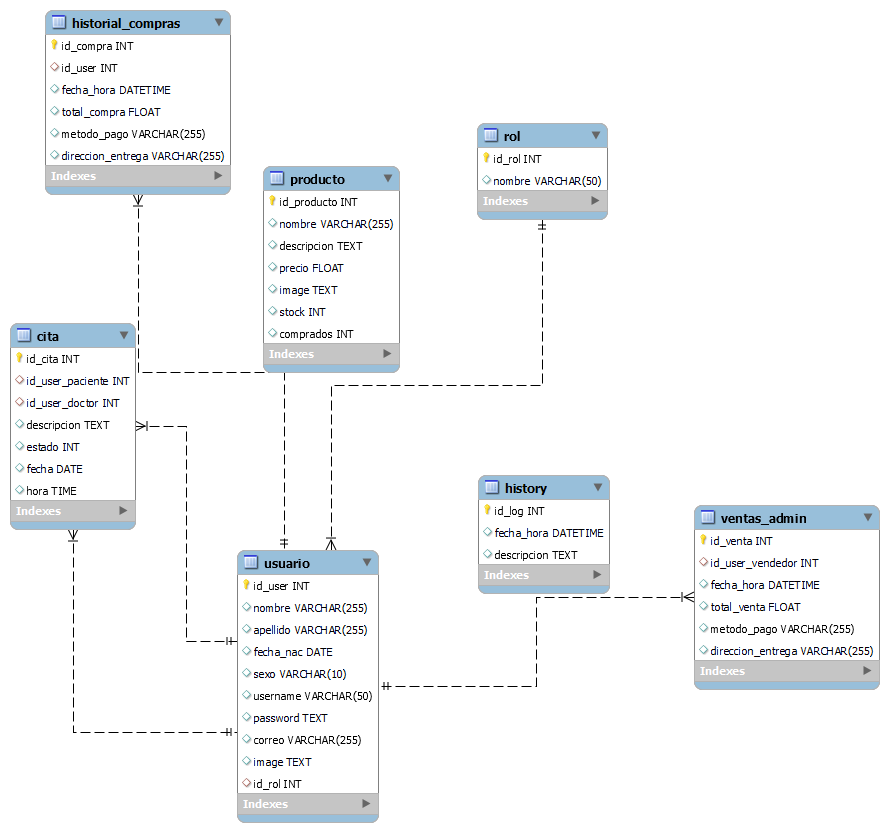 historial_compras
id_compra INT
id_user INT
fecha_hora DATETIME
total_compra FLOAT
metodo_pago VARCHAR(255)
direccion_entrega VARCHAR(255)
Indexes
rol
id_rol INT
nombre VARCHAR(50)
Indexes
producto
id_producto INT
nombre VARCHAR(255)
descripcion TEXT
precio FLOAT
image TEXT
stock INT
comprados INT
Indexes
cita
id_cita INT
id_user_paciente INT
id_user_doctor INT
descripcion TEXT
estado INT
fecha DATE
hora TIME
Indexes
history
id_log INT
fecha_hora DATETIME
descripcion TEXT
Indexes
ventas_admin
id_venta INT
id_user_vendedor INT
fecha_hora DATETIME
total_venta FLOAT
metodo_pago VARCHAR(255)
direccion_entrega VARCHAR(255)
Indexes
usuario
id_user INT
nombre VARCHAR(255)
apellido VARCHAR(255)
fecha_nac DATE
sexo VARCHAR(10)
username VARCHAR(50)
password TEXT
correo VARCHAR(255)
image TEXT
id_rol INT
Indexes